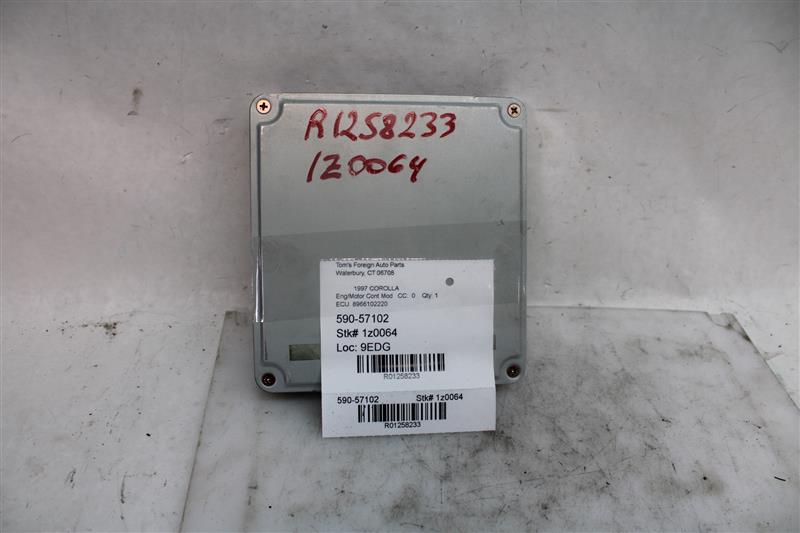 R1258233
1Z0064
Tom's Foreign Auto Parts
Waterbury, CT 06708
1997 COROLLA
Eng/Motor Cont Mod CC: 0 Qty: 1
ECU 8966102220
590-57102
Stk# 1z0064
Loc: 9EDG
R01258233
590-57102 Stk# 1z0064
R01258233